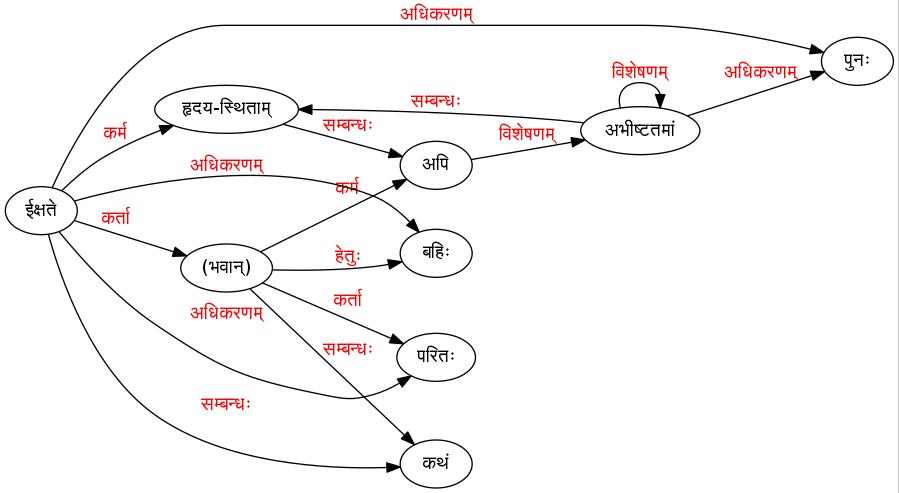 अधिकरणम्
पुनः
विशेषणम्
अधिकरणम्
हृदय-स्थिताम्
सम्बन्धः
अभीष्टतमां
कर्म
सम्बन्धः
विशेषणम्
अपि
अधिकरणम्
कर्म
ईक्षते
कर्ता
बहिः
हेतुः
(भवान्)
कर्ता
अधिकरणम्
सम्बन्धः
परितः
सम्बन्धः
कथं